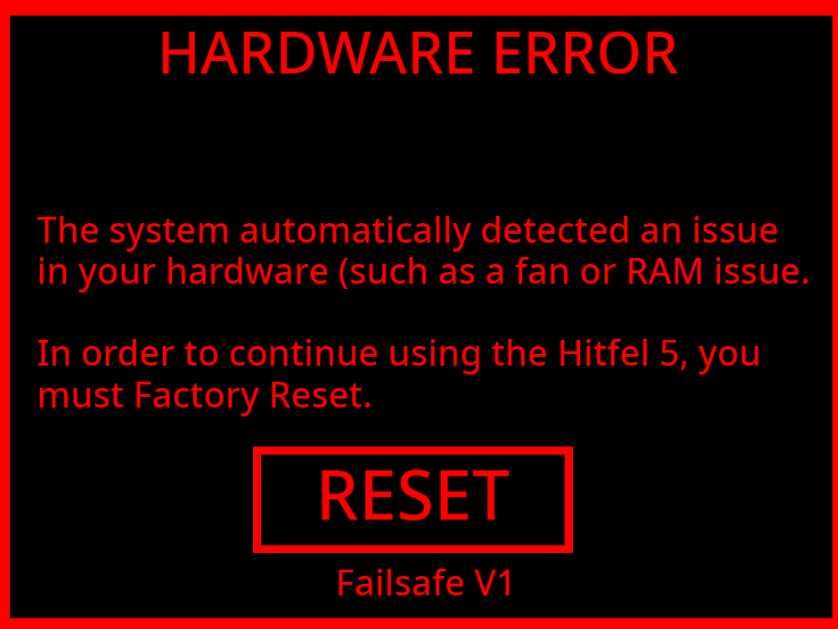 HARDWARE ERROR
The system automatically detected an issue
in your hardware (such as a fan or RAM issue.
In order to continue using the Hitfel 5, you
must Factory Reset.
RESET
Failsafe V1